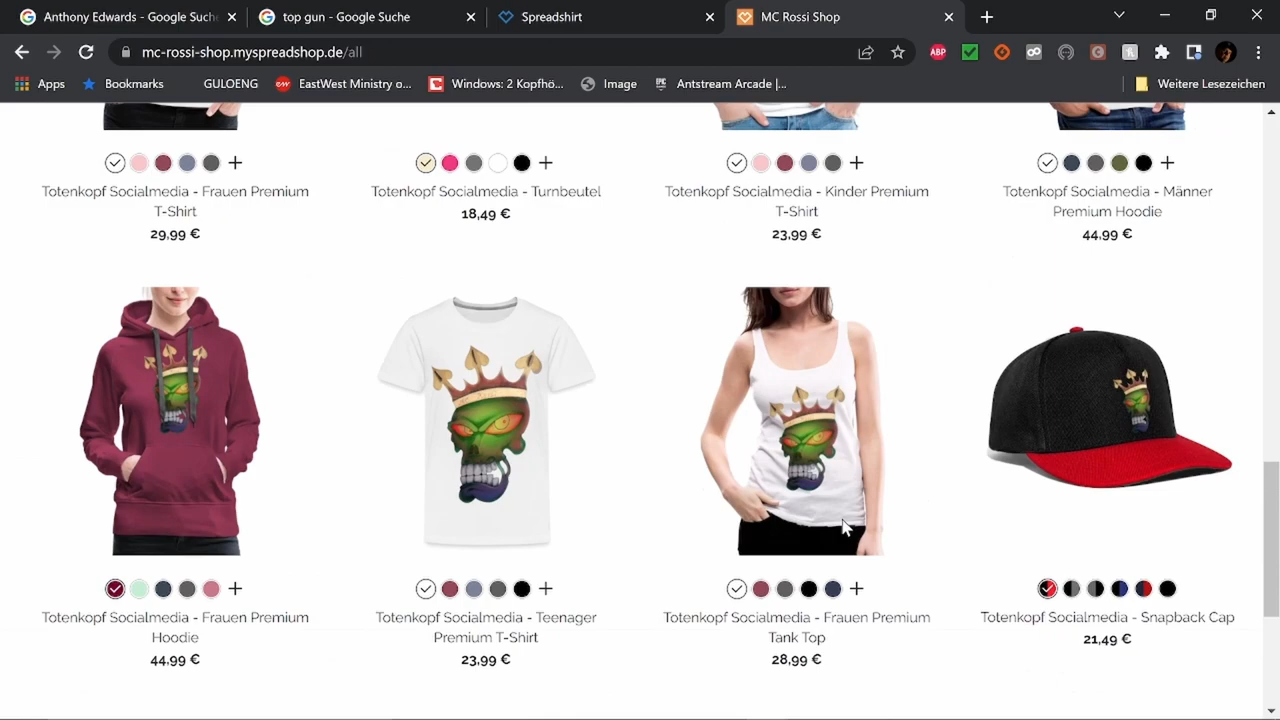 Anthony Edwards - Google Suche
top gun - Google Suche
Spreadshirt
MC Rossi Shop
mc-rossi-shop.myspreadshop.de/all
ABP
Apps
Bookmarks
GULOENG
EastWest Ministry o...
Windows: 2 Kopfhö...
Image
Antstream Arcade |...
Weitere Lesezeichen
Totenkopf Socialmedia - Frauen Premium
T-Shirt
29,99 €
Totenkopf Socialmedia - Turnbeutel
18,49 €
Totenkopf Socialmedia - Kinder Premium
T-Shirt
23,99 €
Totenkopf Socialmedia - Männer
Premium Hoodie
44,99 €
Totenkopf Socialmedia - Frauen Premium
Hoodie
44,99 €
Totenkopf Socialmedia - Teenager
Premium T-Shirt
23,99 €
Totenkopf Socialmedia - Frauen Premium
Tank Top
28,99 €
Totenkopf Socialmedia - Snapback Cap
21,49 €